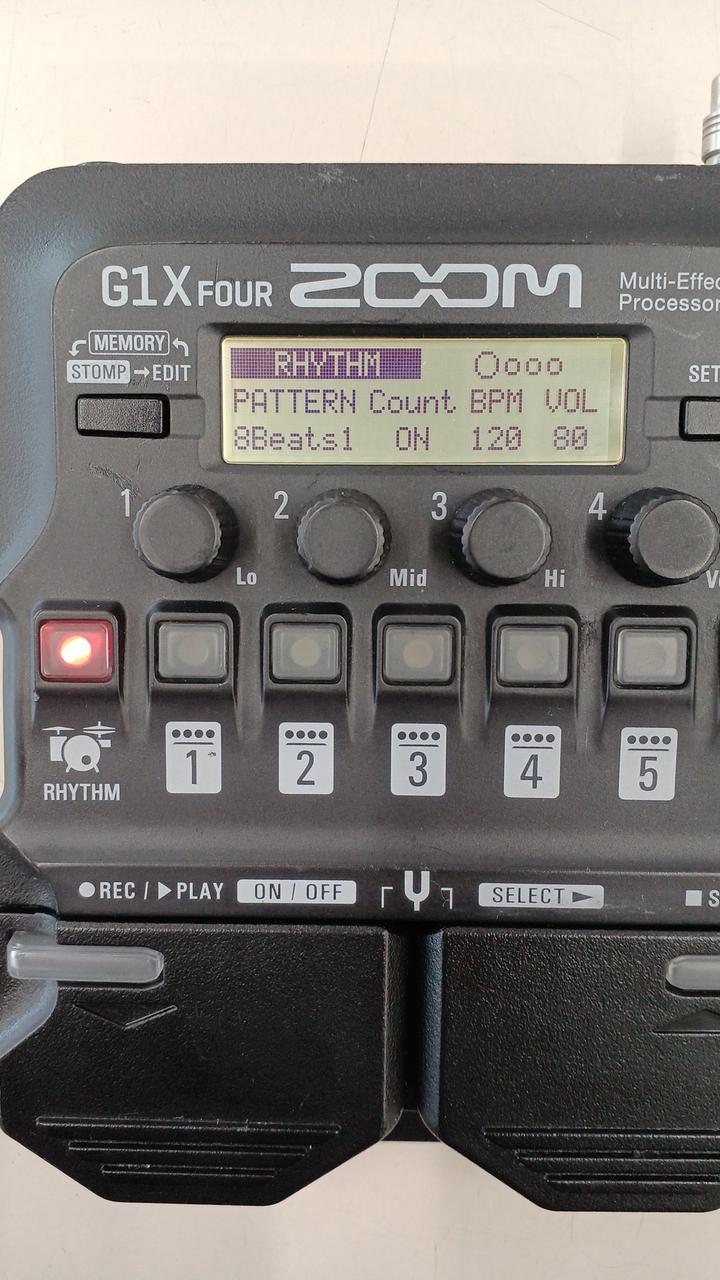 G1X FOUR ZOOM Multi-Effec
Processor
MEMORY
STOMP → EDIT
SET
RHYTHM
PATTERN Count BPM VOL
8Beats1 ON 120 80
1 2 3 4
Lo Mid Hi V
RHYTHM 1 2 3 4 5
●REC / ▶PLAY ON / OFF SELECT ► ■ S